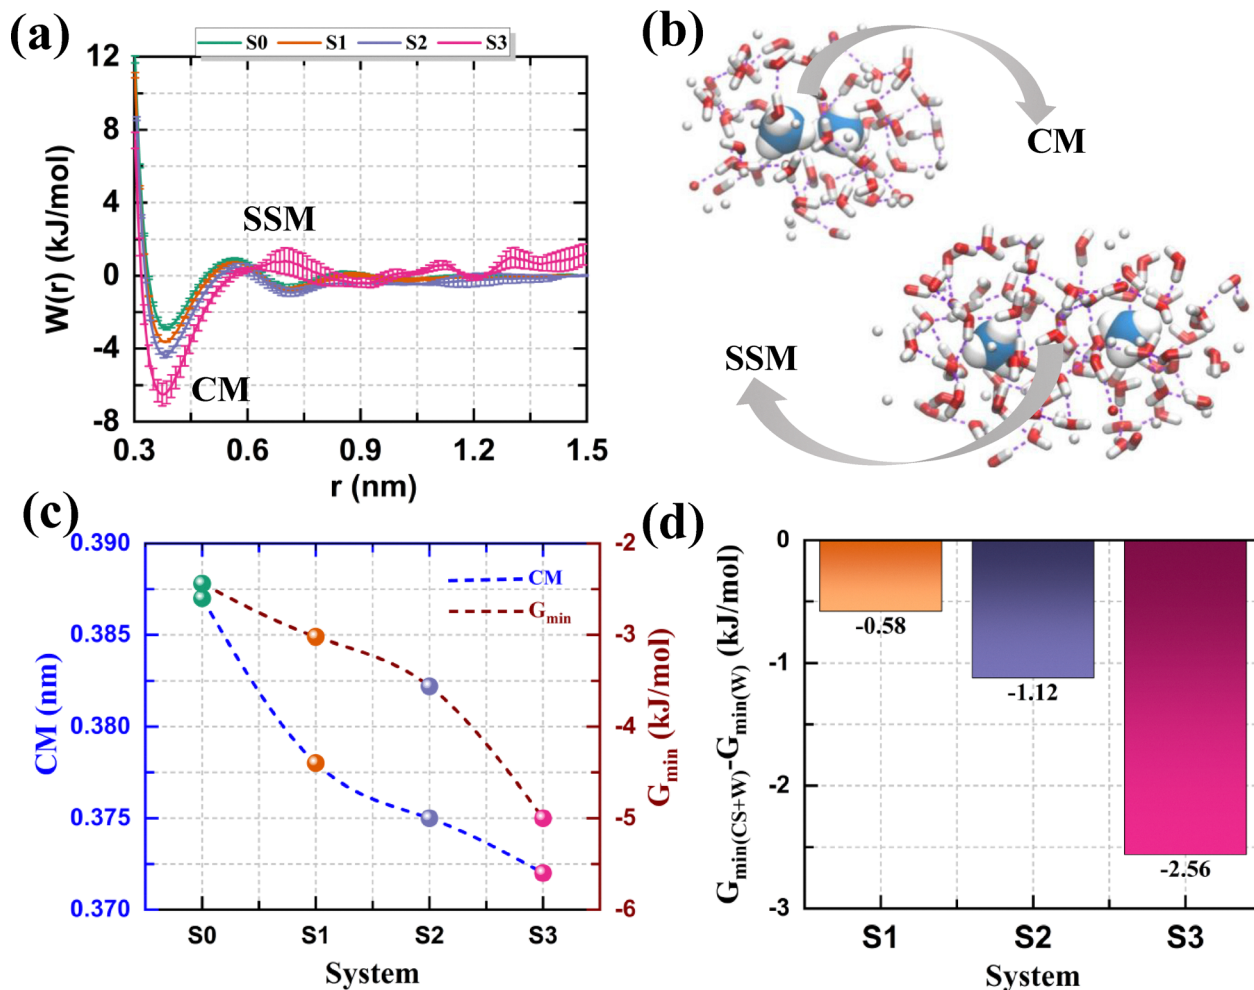 (a)
S0 S1 S2 S3
12
8
4
0
-4
-8
W(r) (kJ/mol)
SSM
CM
0.3 0.6 0.9 1.2 1.5
r (nm)
(b)
CM
SSM
(c)
0.390
0.385
0.380
0.375
0.370
CM (nm)
CM
Gmin
-2
-3
-4
-5
-6
Gmin (kJ/mol)
S0 S1 S2 S3
System
(d)
0
-1
-2
-3
Gmin(CS+W)-Gmin(W) (kJ/mol)
-0.58
-1.12
-2.56
S1 S2 S3
System